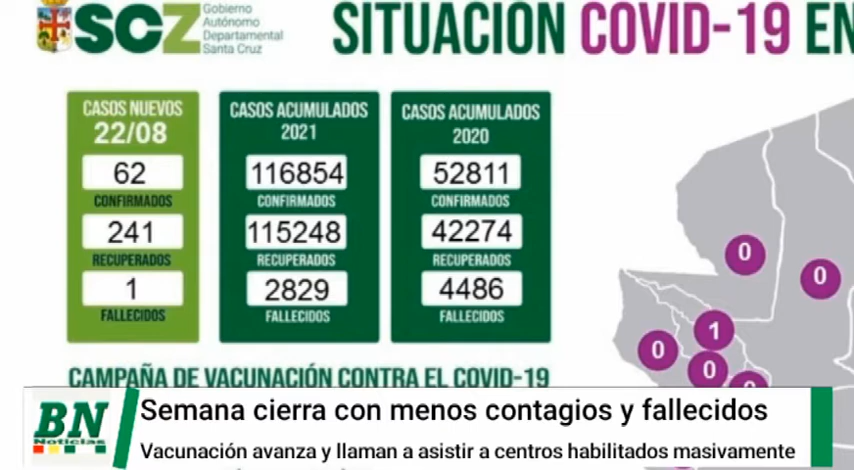 SCZ
Gobierno
Autónomo
Departamental
Santa Cruz
SITUACION COVID-19 EN
CASOS NUEVOS
22/08
62
CONFIRMADOS
241
RECUPERADOS
1
FALLECIDOS
CASOS ACUMULADOS
2021
116854
CONFIRMADOS
115248
RECUPERADOS
2829
FALLECIDOS
CASOS ACUMULADOS
2020
52811
CONFIRMADOS
42274
RECUPERADOS
4486
FALLECIDOS
0
0
1
0
0
0
CAMPAÑA DE VACUNACIÓN CONTRA EL COVID-19
BN
Noticias
Semana cierra con menos contagios y fallecidos
Vacunación avanza y llaman a asistir a centros habilitados masivamente